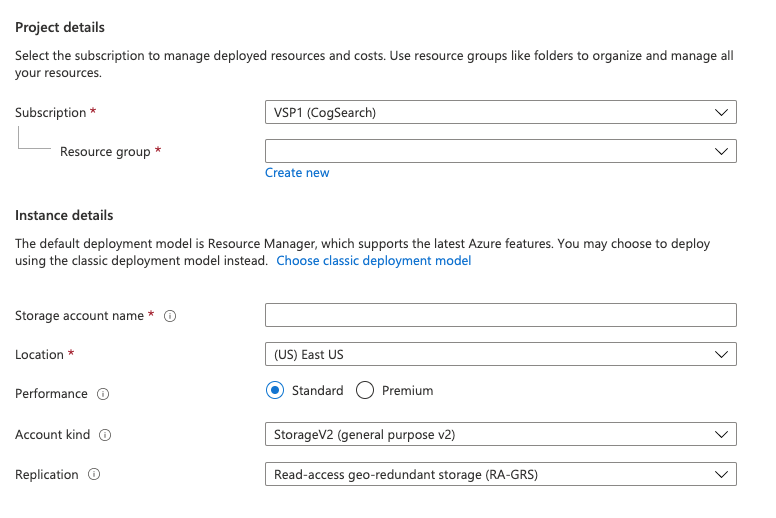 Project details
Select the subscription to manage deployed resources and costs. Use resource groups like folders to organize and manage all
your resources.
Subscription *
VSP1 (CogSearch)
Resource group *
Create new
Instance details
The default deployment model is Resource Manager, which supports the latest Azure features. You may choose to deploy
using the classic deployment model instead. Choose classic deployment model
Storage account name *
Location *
(US) East US
Performance
Standard
Premium
Account kind
StorageV2 (general purpose v2)
Replication
Read-access geo-redundant storage (RA-GRS)